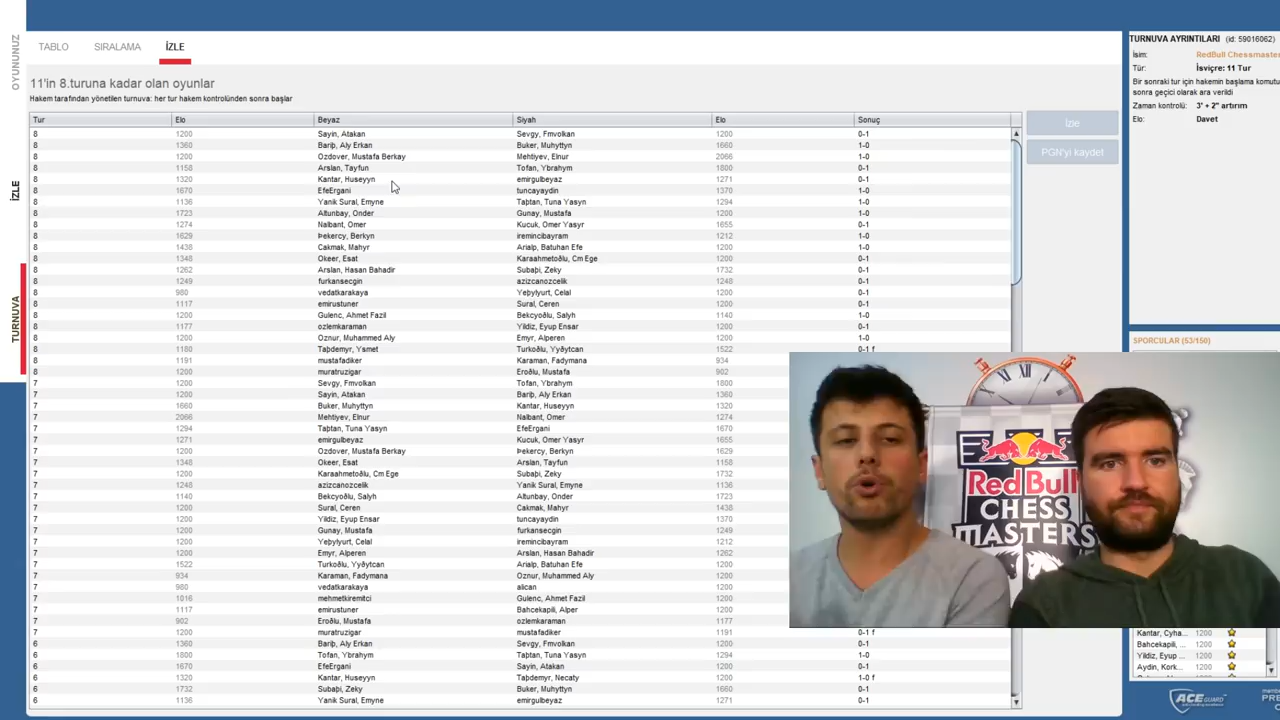 OYUNUNUZ
İZLE
TURNUVA
TABLO SIRALAMA İZLE
11'in 8.turuna kadar olan oyunlar
Hakem tarafından yönetilen turnuva: her tur hakem kontrolünden sonra başlar
Tur Elo Beyaz Siyah Elo Sonuç
8 1200 Sayin, Atakan Sevgy, Fmvolkan 1200 0-1
8 1360 Bariþ, Aly Erkan Buker, Muhyttyn 1660 1-0
8 1200 Ozdover, Mustafa Berkay Mehtiyev, Elnur 2066 1-0
8 1158 Arslan, Tayfun Tofan, Ybrahym 1800 0-1
8 1320 Kantar, Huseyyn emirgulbeyaz 1271 0-1
8 1670 EfeErgani tuncayaydin 1370 1-0
8 1136 Yanik Sural, Emyne Taþtan, Tuna Yasyn 1294 1-0
8 1723 Altunbay, Onder Gunay, Mustafa 1200 1-0
8 1274 Nalbant, Omer Kucuk, Omer Yasyr 1655 0-1
8 1629 Þekercy, Berkyn iremincibayram 1212 1-0
8 1438 Cakmak, Mahyr Arialp, Batuhan Efe 1200 1-0
8 1348 Okeer, Esat Karaahmetoðlu, Cm Ege 1200 0-1
8 1262 Arslan, Hasan Bahadir Subaþi, Zeky 1732 0-1
8 1249 furkansecgin azizcanozcelik 1248 0-1
8 980 vedatkarakaya Yeþylyurt, Celal 1200 0-1
8 1117 emirustuner Sural, Ceren 1200 0-1
8 1200 Gulenc, Ahmet Fazil Bekcyoðlu, Salyh 1140 1-0
8 1177 ozlemkaraman Yildiz, Eyup Ensar 1200 0-1
8 1200 Oznur, Muhammed Aly Emyr, Alperen 1200 1-0
8 1180 Taþdemyr, Ysmet Turkoðlu, Yyðytcan 1522 0-1 f
8 1191 mustafadiker Karaman, Fadymana 934
8 1200 muratruzigar Eroðlu, Mustafa 902
7 1200 Sevgy, Fmvolkan Tofan, Ybrahym 1800
7 1200 Sayin, Atakan Bariþ, Aly Erkan 1360
7 1660 Buker, Muhyttyn Kantar, Huseyyn 1320
7 2066 Mehtiyev, Elnur Nalbant, Omer 1274
7 1294 Taþtan, Tuna Yasyn EfeErgani 1670
7 1271 emirgulbeyaz Kucuk, Omer Yasyr 1655
7 1200 Ozdover, Mustafa Berkay Þekercy, Berkyn 1629
7 1348 Okeer, Esat Arslan, Tayfun 1158
7 1200 Karaahmetoðlu, Cm Ege Subaþi, Zeky 1732
7 1248 azizcanozcelik Yanik Sural, Emyne 1136
7 1140 Bekcyoðlu, Salyh Altunbay, Onder 1723
7 1200 Sural, Ceren Cakmak, Mahyr 1438
7 1200 Yildiz, Eyup Ensar tuncayaydin 1370
7 1200 Gunay, Mustafa furkansecgin 1249
7 1200 Yeþylyurt, Celal iremincibayram 1212
7 1200 Emyr, Alperen Arslan, Hasan Bahadir 1262
7 1522 Turkoðlu, Yyðytcan Arialp, Batuhan Efe 1200
7 934 Karaman, Fadymana Oznur, Muhammed Aly 1200
7 980 vedatkarakaya alican 1200
7 1016 mehmetkiremitci Gulenc, Ahmet Fazil 1200
7 1117 emirustuner Bahcekapili, Alper 1200
7 902 Eroðlu, Mustafa ozlemkaraman 1177
7 1200 muratruzigar mustafadiker 1191 0-1 f
6 1360 Bariþ, Aly Erkan Sevgy, Fmvolkan 1200 0-1
6 1800 Tofan, Ybrahym Taþtan, Tuna Yasyn 1294 1-0
6 1670 EfeErgani Sayin, Atakan 1200 0-1
6 1320 Kantar, Huseyyn Taþdemyr, Necaty 1200 1-0 f
6 1732 Subaþi, Zeky Buker, Muhyttyn 1660 0-1
6 1136 Yanik Sural, Emyne emirgulbeyaz 1271 0-1
İzle
PGN'yi kaydet
TURNUVA AYRINTILARI (id: 59016062)
İsim: RedBull Chessmaster
Tür: İsviçre: 11 Tur
Bir sonraki tur için hakemin başlama komutu
sonra geçici olarak ara verildi
Zaman kontrolü: 3' + 2" artırım
Elo: Davet
SPORCULAR (53/150)
Red Bull
CHESS
MASTERS
Kantar, Cyha... 1200
Bahcekapili, ... 1200
Yildiz, Eyup ... 1200
Aydin, Kork... 1200
ACE GUARD